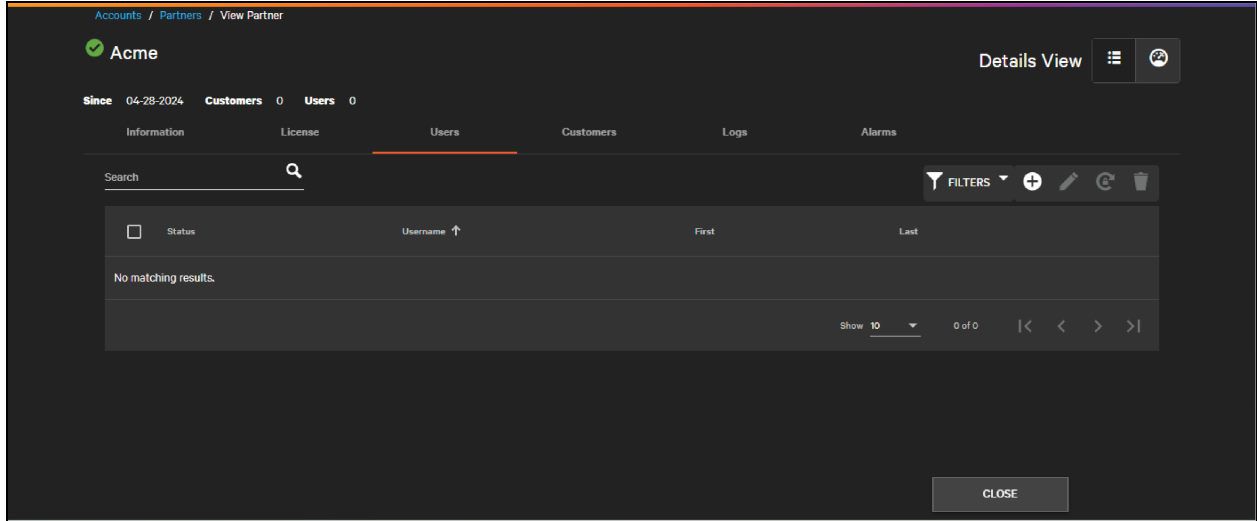 Accounts / Partners / View Partner
Acme
Details View
Since 04-28-2024 Customers 0 Users 0
Information License Users Customers Logs Alarms
Search
FILTERS
Status Username First Last
No matching results.
Show 10 0 of 0
CLOSE